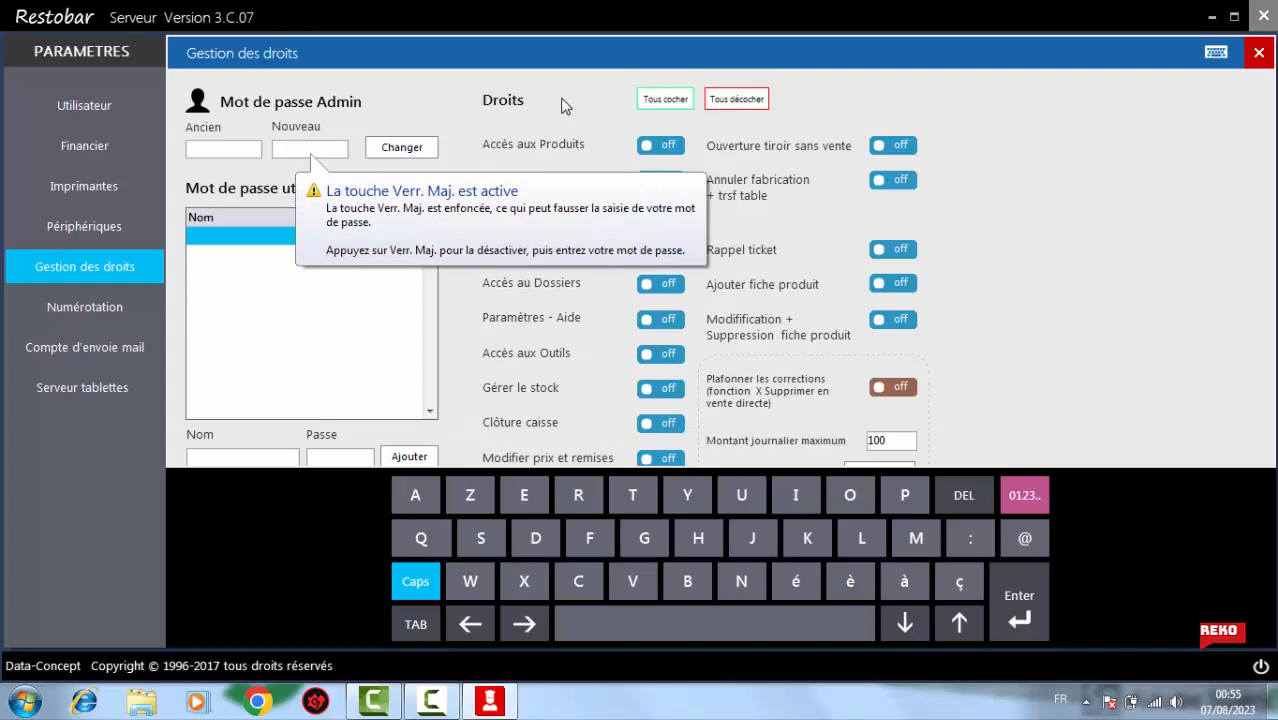 Restobar Serveur Version 3.C.07
PARAMETRES
Gestion des droits
Utilisateur
Financier
Imprimantes
Périphériques
Gestion des droits
Numérotation
Compte d'envoie mail
Serveur tablettes
Mot de passe Admin
Ancien
Nouveau
Changer
Mot de passe ut
Nom
La touche Verr. Maj. est active
La touche Verr. Maj. est enfoncée, ce qui peut fausser la saisie de votre mot
de passe.
Appuyez sur Verr. Maj. pour la désactiver, puis entrez votre mot de passe.
Nom
Passe
Ajouter
Droits
Tous cocher
Tous décocher
Accès aux Produits off
Accès au Dossiers off
Paramètres - Aide off
Accès aux Outils off
Gérer le stock off
Clôture caisse off
Modifier prix et remises off
Ouverture tiroir sans vente off
Annuler fabrication off
+ trsf table
Rappel ticket off
Ajouter fiche produit off
Modifification + off
Suppression fiche produit
Plafonner les corrections
(fonction X Supprimer en off
vente directe)
Montant journalier maximum 100
A Z E R T Y U I O P DEL 0123..
Q S D F G H J K L M : @
Caps W X C V B N é è à ç Enter
TAB
REKO
Data-Concept Copyright © 1996-2017 tous droits réservés
FR
00:55
07/08/2023